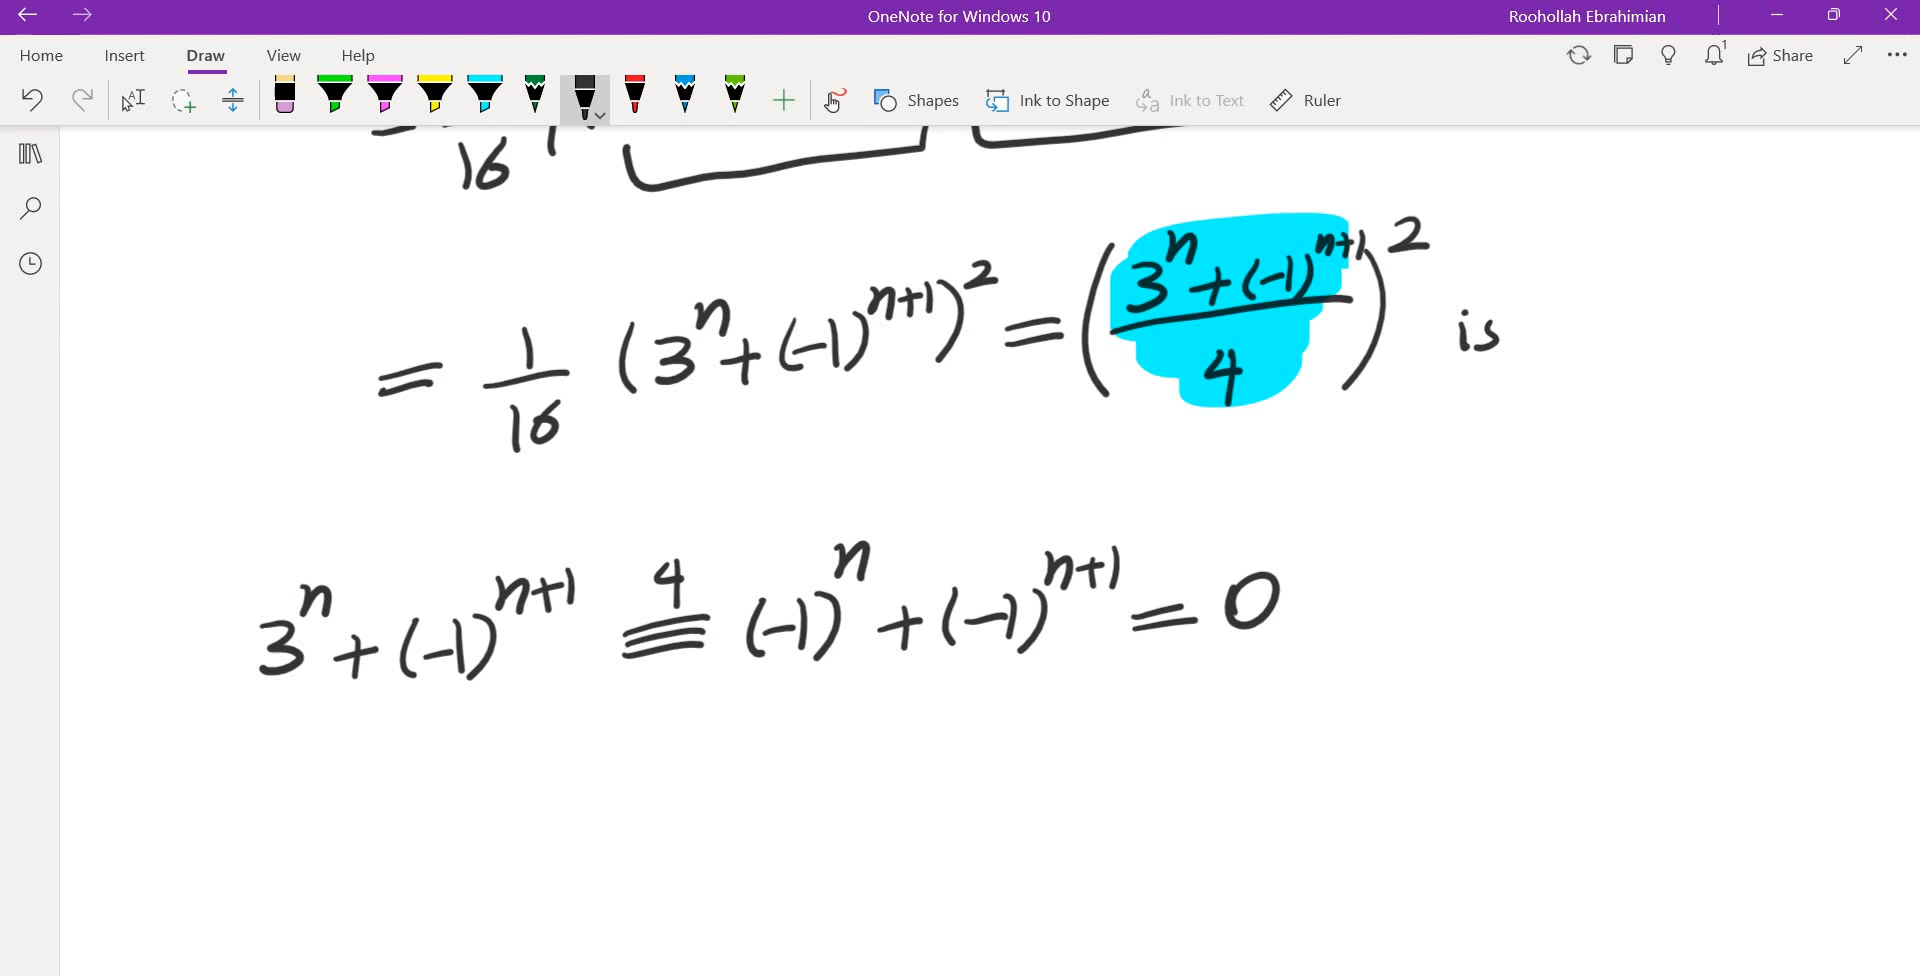 OneNote for Windows 10 Roohollah Ebrahimian
Home Insert Draw View Help 1 Share
Shapes Ink to Shape Ink to Text Ruler
= 16
= 1/16 (3^n + (-1)^{n+1})^2 = ((3^n + (-1)^{n+1})/4)^2 is
3^n + (-1)^{n+1} ≡^4 (-1)^n + (-1)^{n+1} = 0